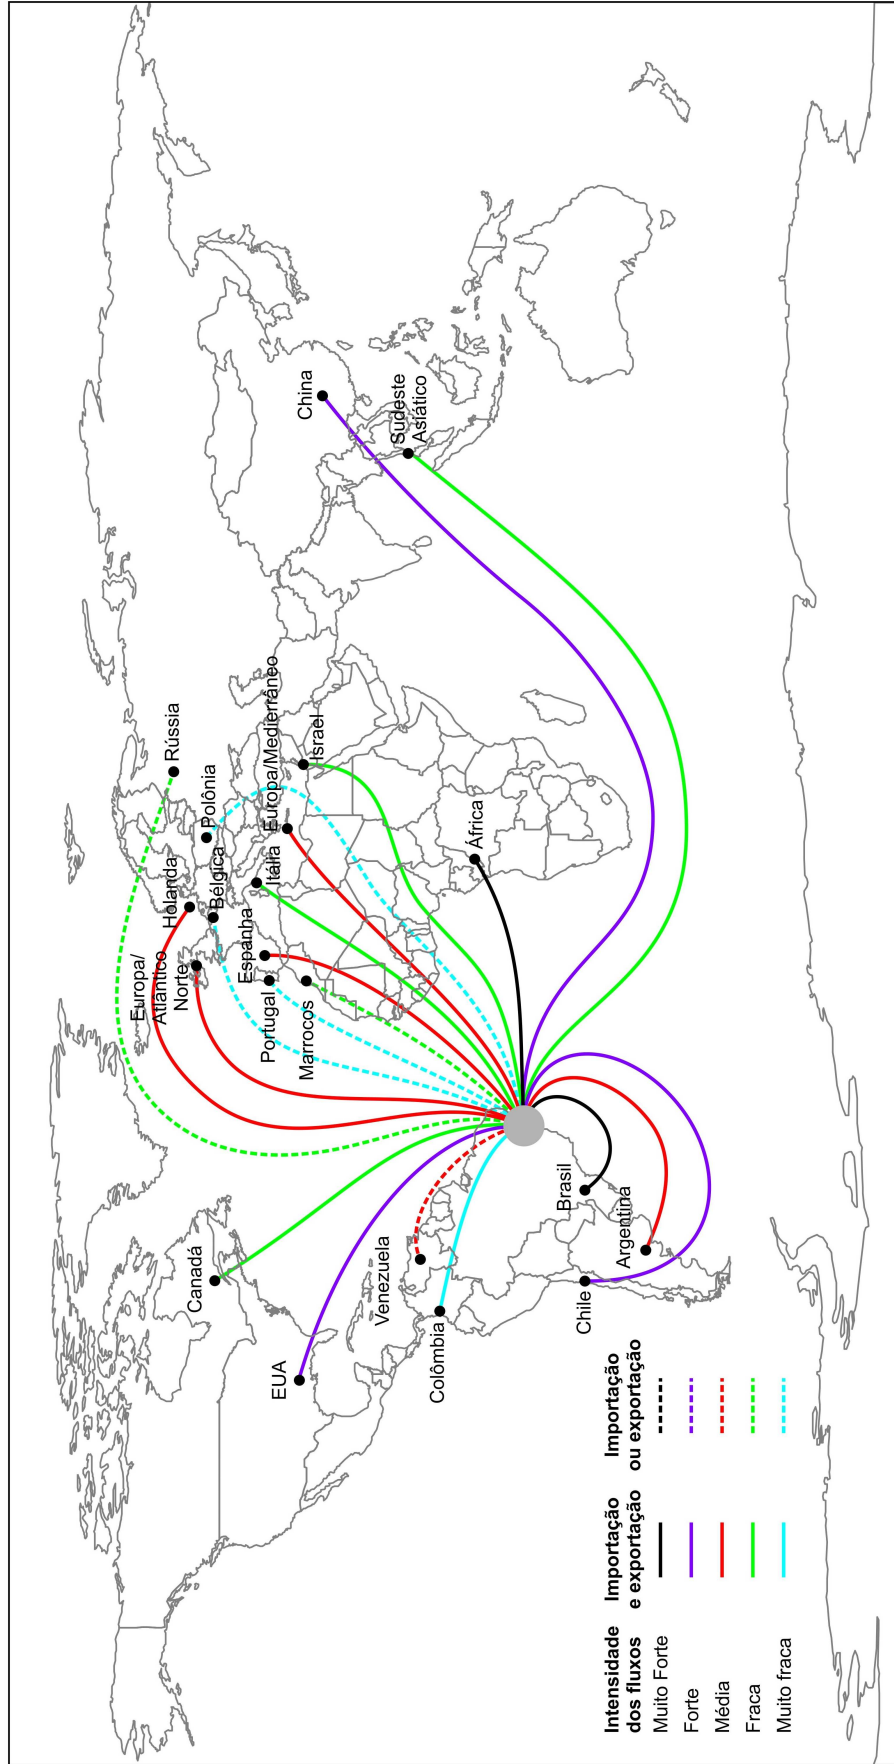 Canadá
EUA
Venezuela
Colômbia
Chile
Argentina
Brasil
Europa/
Atlântico
Norte
Holanda
Bélgica
Polônia
Rússia
Portugal
Espanha
Marrocos
Itália
Europa/Mediterrâneo
Israel
África
China
Sudeste
Asiático
Intensidade
dos fluxos
Importação
e exportação
Importação
ou exportação
Muito Forte
Forte
Média
Fraca
Muito fraca